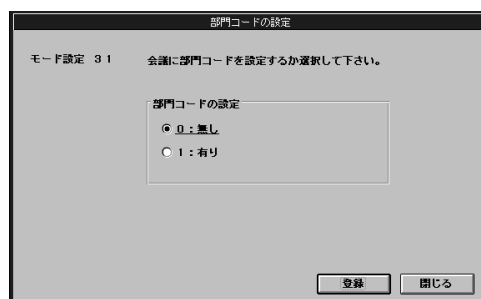 部門コードの設定
モード設定 31 会議に部門コードを設定するか選択して下さい。
部門コードの設定
0:無し
1:有り
登録 閉じる